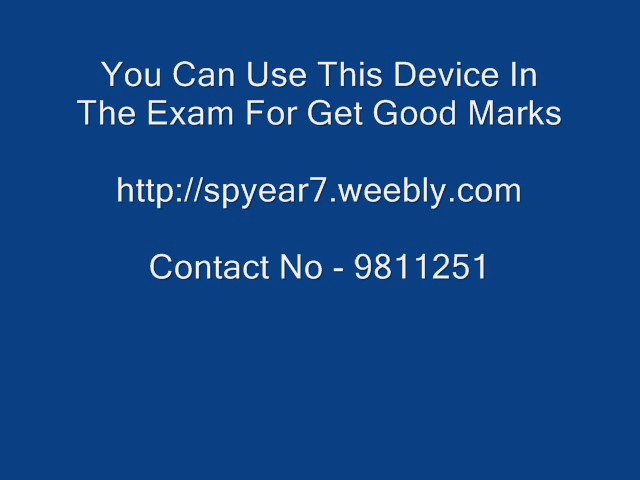 You Can Use This Device In
The Exam For Get Good Marks
http://spyear7.weebly.com
Contact No - 9811251